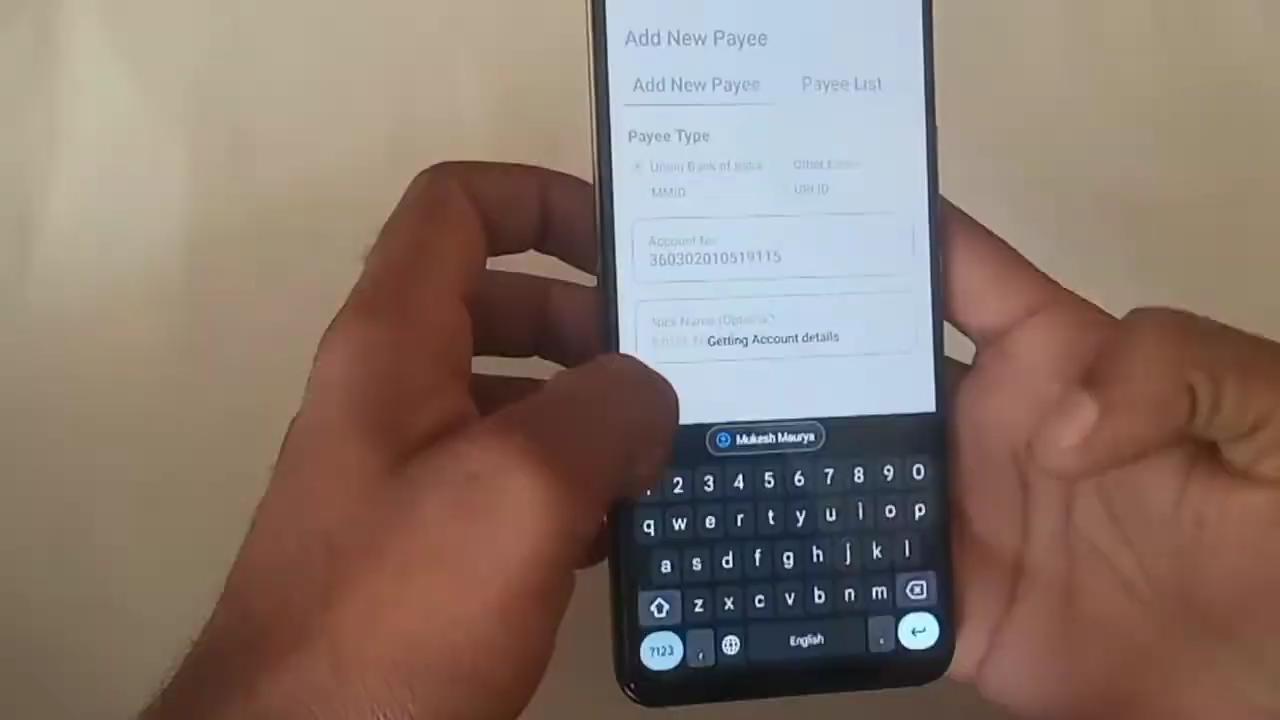 Add New Payee
Add New Payee Payee List
Payee Type
Union Bank of India Other Bank
MMID UPI ID
Account No.
360302010519115
Nick Name (Optional)
Getting Account details
Mukesh Maurya
2 3 4 5 6 7 8 9 0
q w e r t y u i o p
a s d f g h j k l
z x c v b n m
?123 , English .